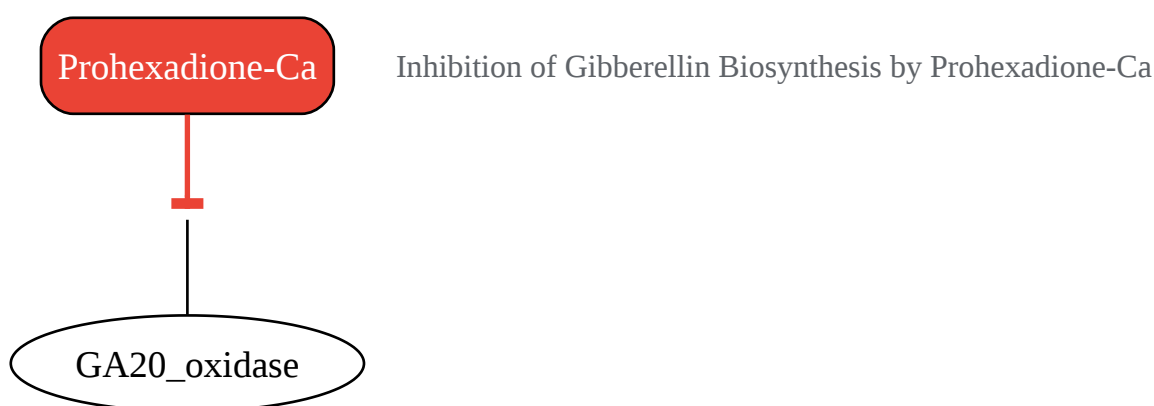 Prohexadione-Ca
Inhibition of Gibberellin Biosynthesis by Prohexadione-Ca
GA20_oxidase